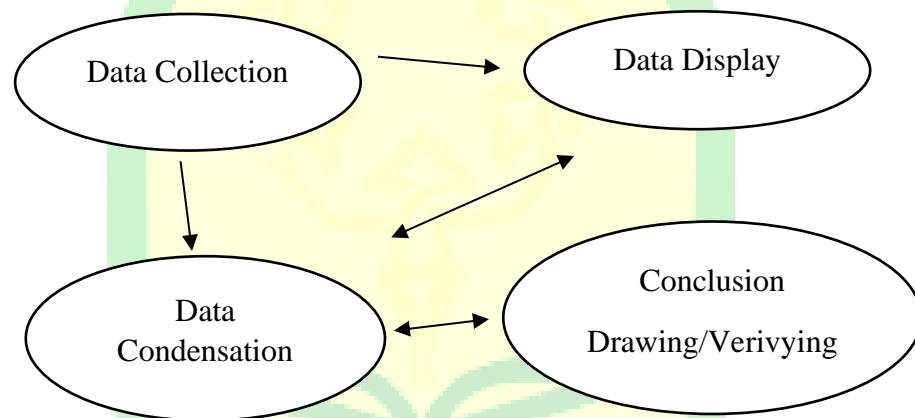 Data Collection
Data Display
Data
Condensation
Conclusion
Drawing/Verivying